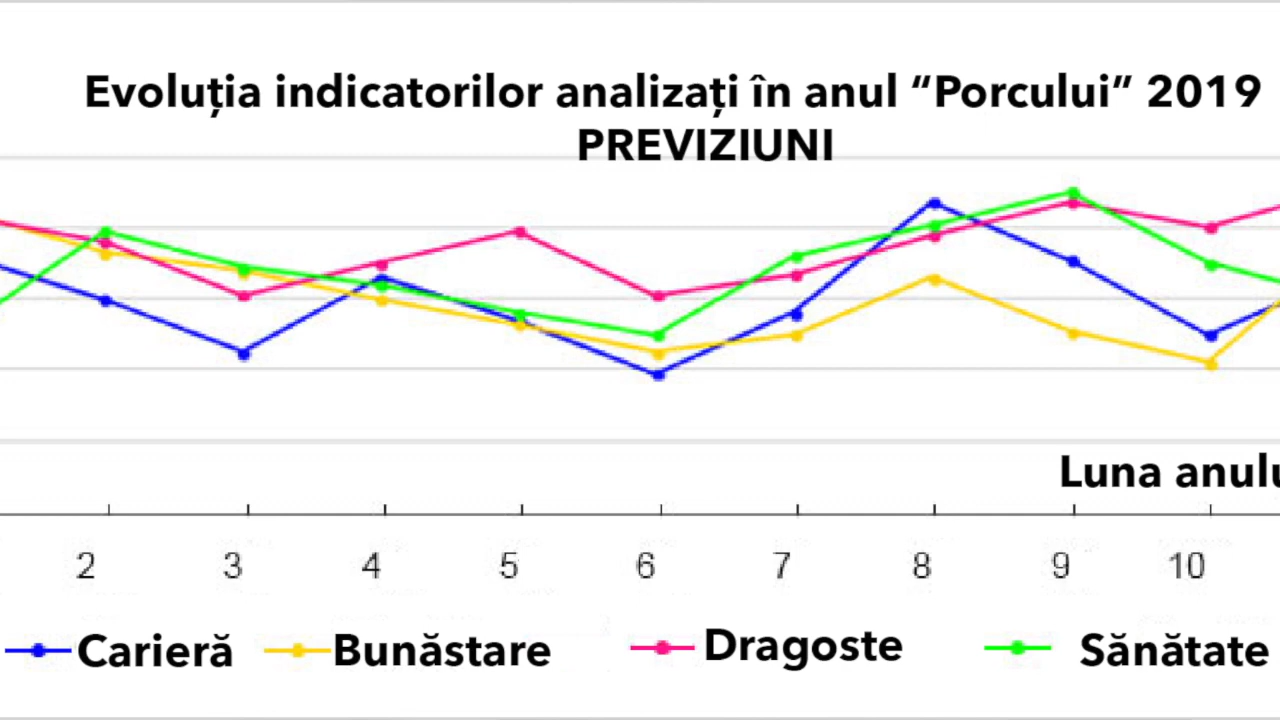 Evoluția indicatorilor analizați în anul “Porcului” 2019
PREVIZIUNI
Luna anulu
2 3 4 5 6 7 8 9 10
Carieră Bunăstare Dragoste Sănătate